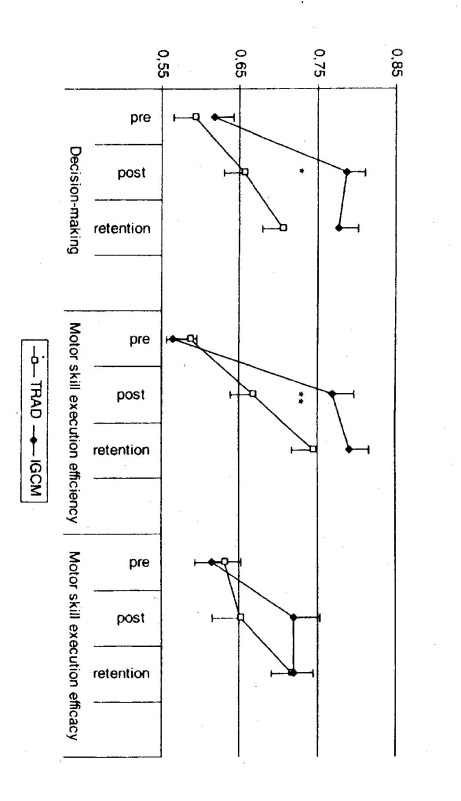 0,85
0,75
0,65
0,55
*
**
pre
post
retention
pre
post
retention
pre
post
retention
Decision-making
Motor skill execution efficiency
Motor skill execution efficacy
TRAD
IGCM